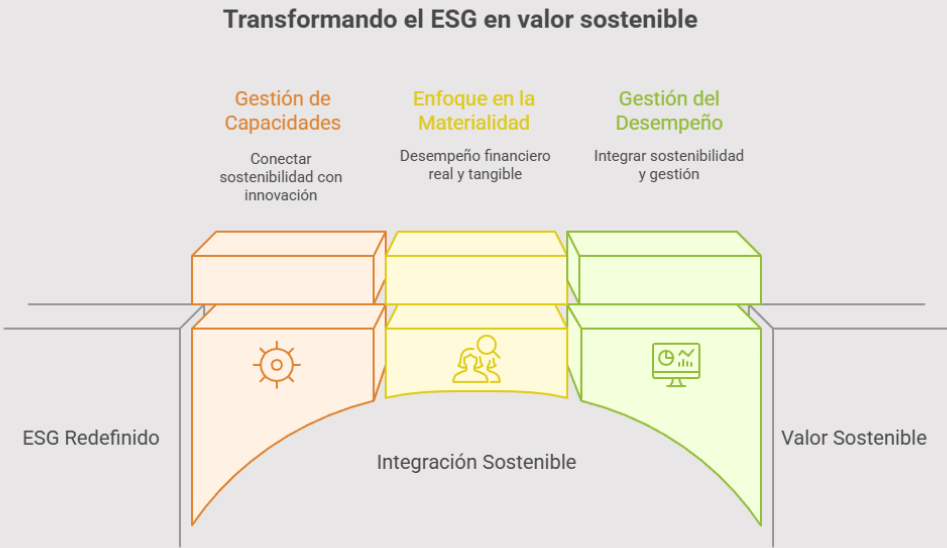 Transformando el ESG en valor sostenible
Gestión de
Capacidades
Conectar
sostenibilidad con
innovación
Enfoque en la
Materialidad
Desempeño financiero
real y tangible
Gestión del
Desempeño
Integrar sostenibilidad
y gestión
ESG Redefinido
Integración Sostenible
Valor Sostenible